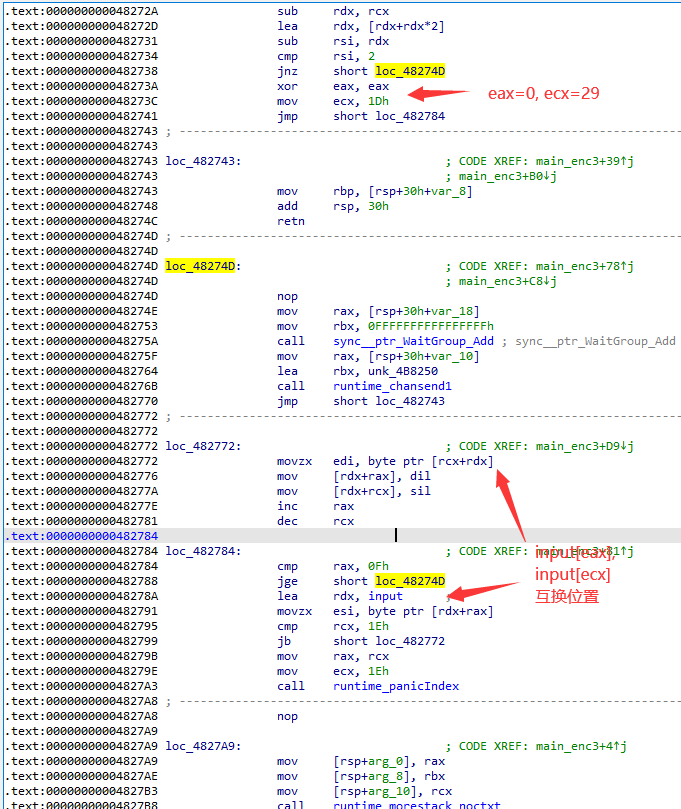 .text:000000000048272A sub rdx, rcx
.text:000000000048272D lea rdx, [rdx+rdx*2]
.text:0000000000482731 sub rsi, rdx
.text:0000000000482734 cmp rsi, 2
.text:0000000000482738 jnz short loc_48274D
.text:000000000048273A xor eax, eax
.text:000000000048273C mov ecx, 1Dh
eax=0, ecx=29
.text:0000000000482741 jmp short loc_482784
.text:0000000000482743 ; ---------------------------------------------------------------------------
.text:0000000000482743
.text:0000000000482743 loc_482743: ; CODE XREF: main_enc3+39↑j
.text:0000000000482743 ; main_enc3+B0↓j
.text:0000000000482743 mov rbp, [rsp+30h+var_8]
.text:0000000000482748 add rsp, 30h
.text:000000000048274C retn
.text:000000000048274D ; ---------------------------------------------------------------------------
.text:000000000048274D
.text:000000000048274D loc_48274D: ; CODE XREF: main_enc3+78↑j
.text:000000000048274D ; main_enc3+C8↓j
.text:000000000048274D nop
.text:000000000048274E mov rax, [rsp+30h+var_18]
.text:0000000000482753 mov rbx, 0FFFFFFFFFFFFFFFFh
.text:000000000048275A call sync__ptr_WaitGroup_Add ; sync__ptr_WaitGroup_Add
.text:000000000048275F mov rax, [rsp+30h+var_10]
.text:0000000000482764 lea rbx, unk_4B8250
.text:000000000048276B call runtime_chansend1
.text:0000000000482770 jmp short loc_482743
.text:0000000000482772 ; ---------------------------------------------------------------------------
.text:0000000000482772
.text:0000000000482772 loc_482772: ; CODE XREF: main_enc3+D9↓j
.text:0000000000482772 movzx edi, byte ptr [rcx+rdx]
.text:0000000000482776 mov [rdx+rax], dil
.text:000000000048277A mov [rdx+rcx], sil
.text:000000000048277E inc rax
.text:0000000000482781 dec rcx
.text:0000000000482784
.text:0000000000482784 loc_482784: ; CODE XREF: main_enc3+81↑j
input[eax],
.text:0000000000482784 cmp rax, 0Fh
.text:0000000000482788 jge short loc_48274D
input[ecx]
.text:000000000048278A lea rdx, input ;
互换位置
.text:0000000000482791 movzx esi, byte ptr [rdx+rax]
.text:0000000000482795 cmp rcx, 1Eh
.text:0000000000482799 jb short loc_482772
.text:000000000048279B mov rax, rcx
.text:000000000048279E mov ecx, 1Eh
.text:00000000004827A3 call runtime_panicIndex
.text:00000000004827A8 ; ---------------------------------------------------------------------------
.text:00000000004827A8 nop
.text:00000000004827A9
.text:00000000004827A9 loc_4827A9: ; CODE XREF: main_enc3+4↑j
.text:00000000004827A9 mov [rsp+arg_0], rax
.text:00000000004827AE mov [rsp+arg_8], rbx
.text:00000000004827B3 mov [rsp+arg_10], rcx
.text:00000000004827B8 call runtime_morestack_noctxt